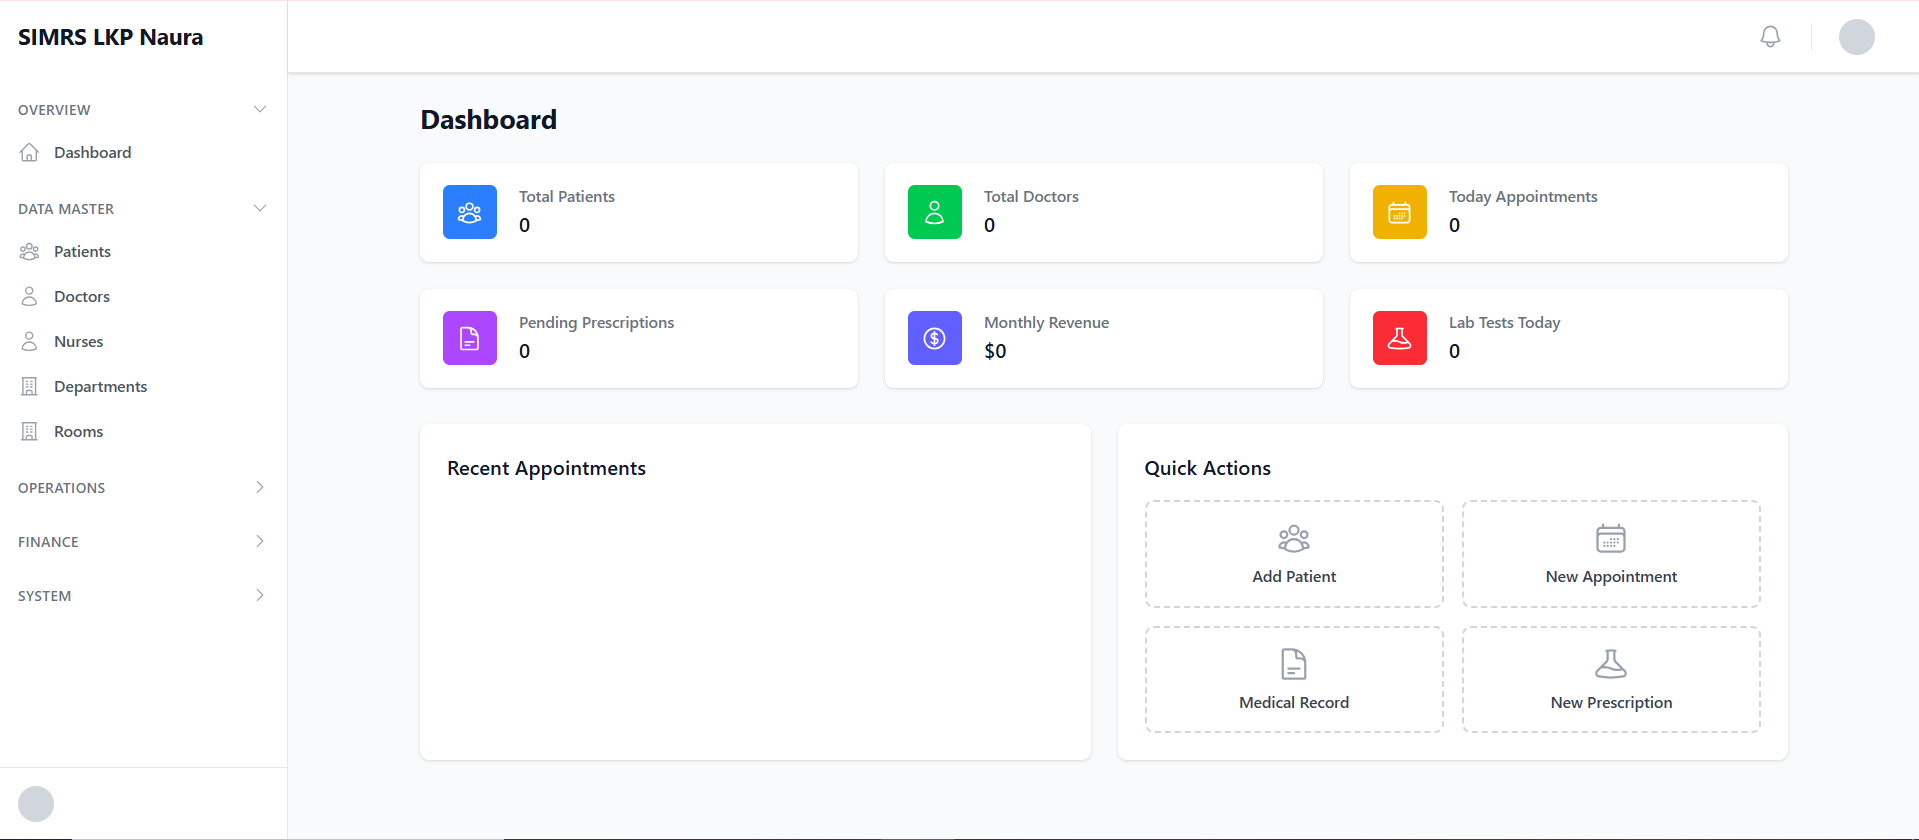 SIMRS LKP Naura
OVERVIEW
Dashboard
DATA MASTER
Patients
Doctors
Nurses
Departments
Rooms
OPERATIONS
FINANCE
SYSTEM
Dashboard
Total Patients
0
Total Doctors
0
Today Appointments
0
Pending Prescriptions
0
Monthly Revenue
$0
Lab Tests Today
0
Recent Appointments
Quick Actions
Add Patient
New Appointment
Medical Record
New Prescription